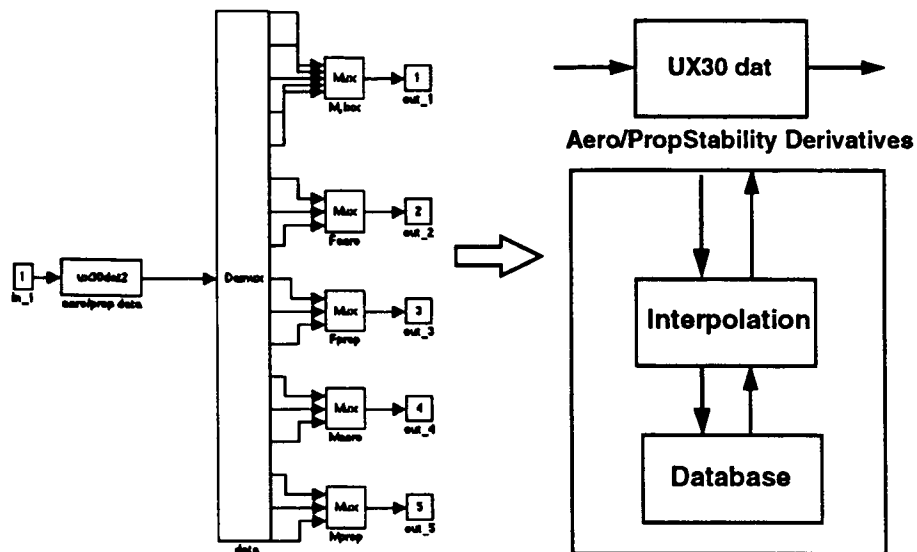 Mux
M,hcc
1
out_1
Mux
Faero
2
out_2
1
in_1
ux30dat2
aero/prop data
Demux
Mux
Fprop
3
out_3
Mux
Maero
4
out_4
Mux
Mprop
5
out_5
data
UX30 dat
Aero/PropStability Derivatives
Interpolation
Database